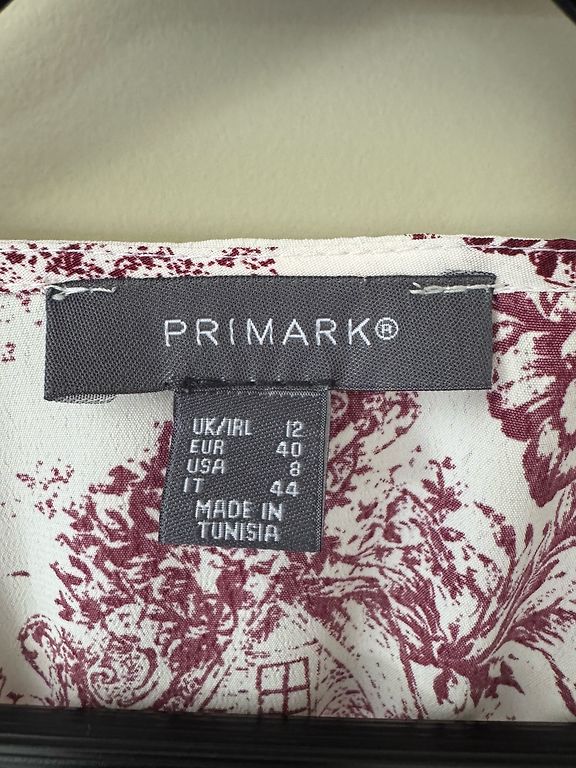 PRIMARK®
UK/IRL 12
EUR 40
USA 8
IT 44
MADE IN
TUNISIA